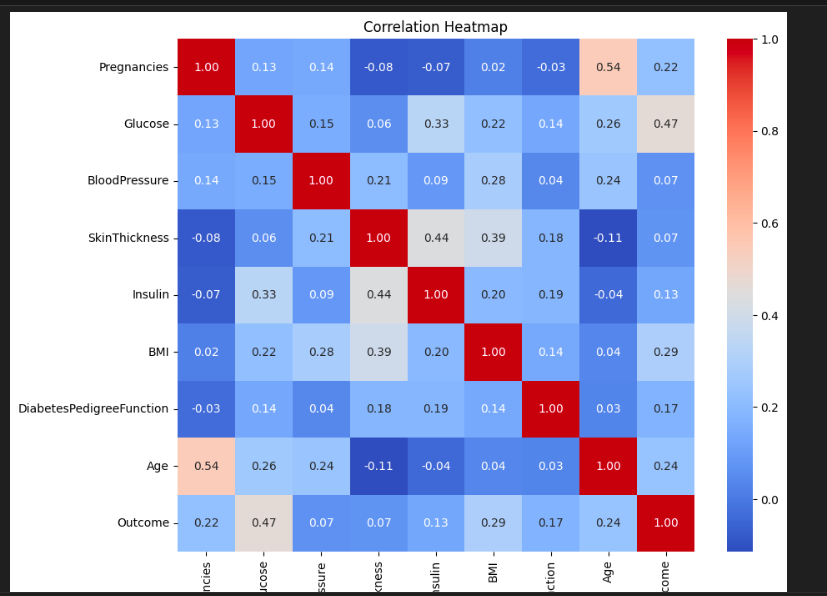 Correlation Heatmap
Pregnancies 1.00 0.13 0.14 -0.08 -0.07 0.02 -0.03 0.54 0.22
Glucose 0.13 1.00 0.15 0.06 0.33 0.22 0.14 0.26 0.47
BloodPressure 0.14 0.15 1.00 0.21 0.09 0.28 0.04 0.24 0.07
SkinThickness -0.08 0.06 0.21 1.00 0.44 0.39 0.18 -0.11 0.07
Insulin -0.07 0.33 0.09 0.44 1.00 0.20 0.19 -0.04 0.13
BMI 0.02 0.22 0.28 0.39 0.20 1.00 0.14 0.04 0.29
DiabetesPedigreeFunction -0.03 0.14 0.04 0.18 0.19 0.14 1.00 0.03 0.17
Age 0.54 0.26 0.24 -0.11 -0.04 0.04 0.03 1.00 0.24
Outcome 0.22 0.47 0.07 0.07 0.13 0.29 0.17 0.24 1.00
ncies
ucose
ssure
kness
nsulin
BMI
ction
Age
come
1.0
0.8
0.6
0.4
0.2
0.0